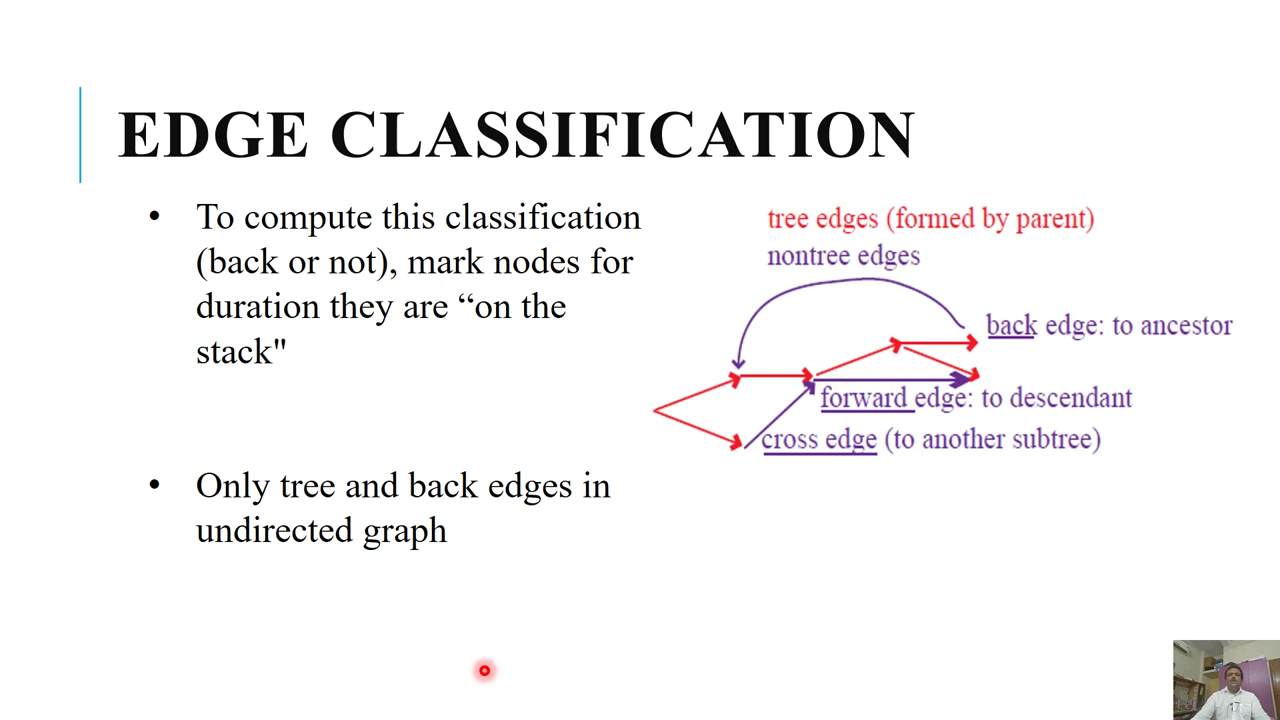 EDGE CLASSIFICATION
• To compute this classification
(back or not), mark nodes for
duration they are “on the
stack"
• Only tree and back edges in
undirected graph
tree edges (formed by parent)
nontree edges
back edge: to ancestor
forward edge: to descendant
cross edge (to another subtree)